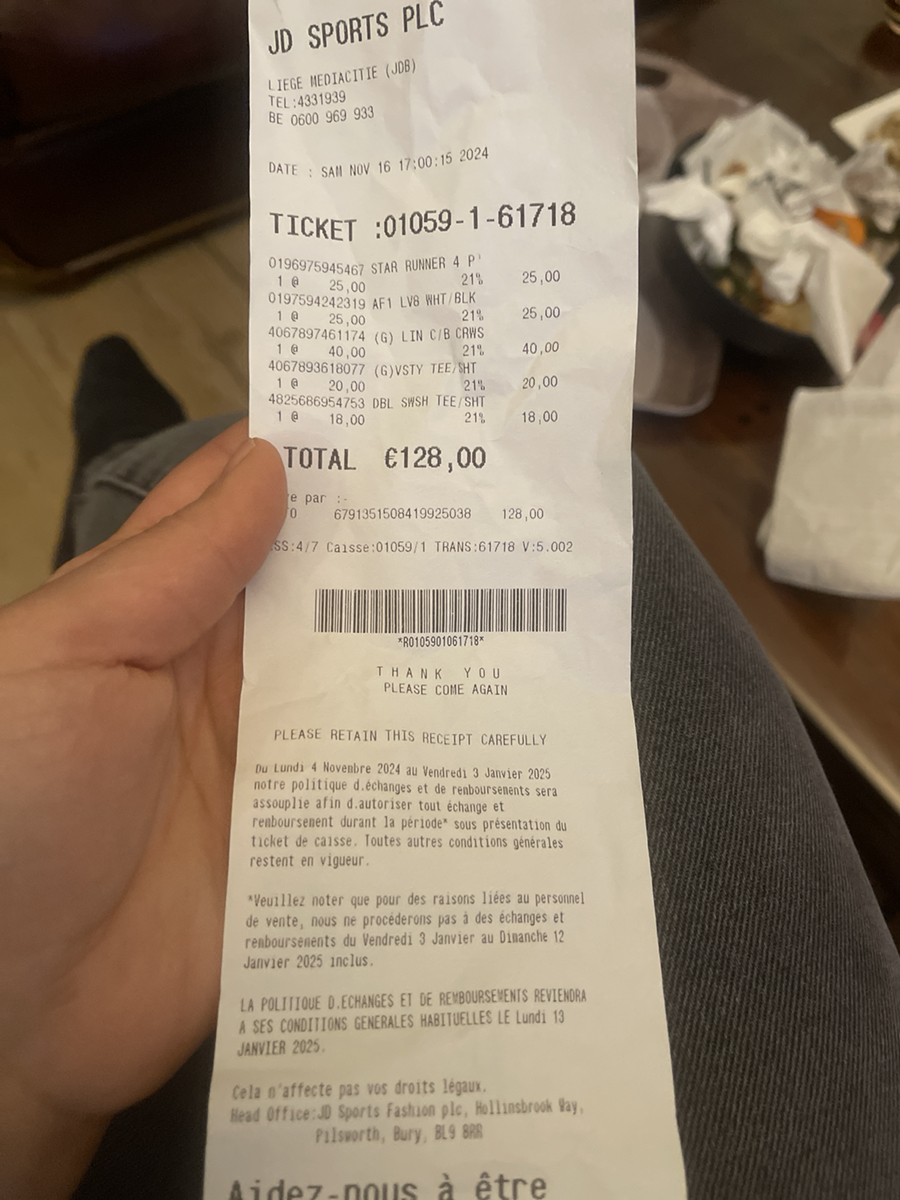 JD SPORTS PLC
LIEGE MEDIACITIE (JDB)
TEL:4331939
BE 0600 969 933
DATE : SAM NOV 16 17:00:15 2024
TICKET :01059-1-61718
0196975945467 STAR RUNNER 4 P'
1 @ 25,00 21% 25,00
0197594242319 AF1 LV8 WHT/BLK
1 @ 25,00 21% 25,00
4067897461174 (G) LIN C/B CRWS
1 @ 40,00 21% 40,00
4067893618077 (G)VSTY TEE/SHT
1 @ 20,00 21% 20,00
4825686954753 DBL SWSH TEE/SHT
1 @ 18,00 21% 18,00
TOTAL €128,00
e par :-
0 6791351508419925038 128,00
SS:4/7 Caisse:01059/1 TRANS:61718 V:5.002
*R0105901061718*
THANK YOU
PLEASE COME AGAIN
PLEASE RETAIN THIS RECEIPT CAREFULLY
Du Lundi 4 Novembre 2024 au Vendredi 3 Janvier 2025
notre politique d.échanges et de remboursements sera
assouplie afin d.autoriser tout échange et
remboursement durant la période* sous présentation du
ticket de caisse. Toutes autres conditions générales
restent en vigueur.
*Veuillez noter que pour des raisons liées au personnel
de vente, nous ne procéderons pas à des échanges et
remboursements du Vendredi 3 Janvier au Dimanche 12
Janvier 2025 inclus.
LA POLITIQUE D.ECHANGES ET DE REMBOURSEMENTS REVIENDRA
A SES CONDITIONS GENERALES HABITUELLES LE Lundi 13
JANVIER 2025.
Cela n'affecte pas vos droits légaux.
Head Office:JD Sports Fashion plc, Hollinsbrook Way,
Pilsworth, Bury, BL9 8RR
Aidez-nous à être